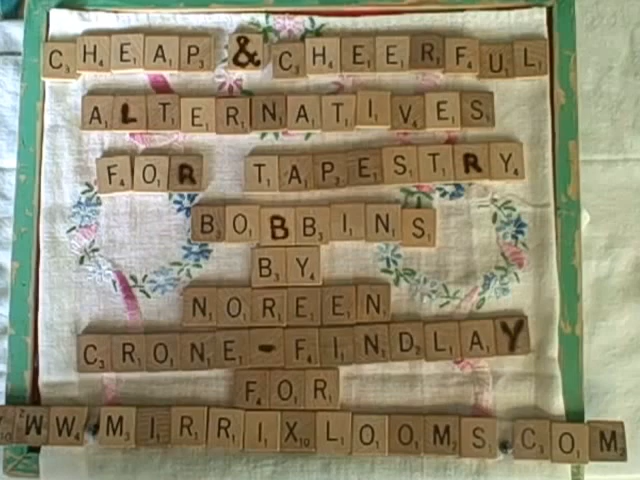 CHEAP & CHEERFUL
ALTERNATIVES
FOR TAPESTRY
BOBBINS
BY
NOREEN
CRONE-FINDLAY
FOR
WWW.MIRRIXLOOMS.COM